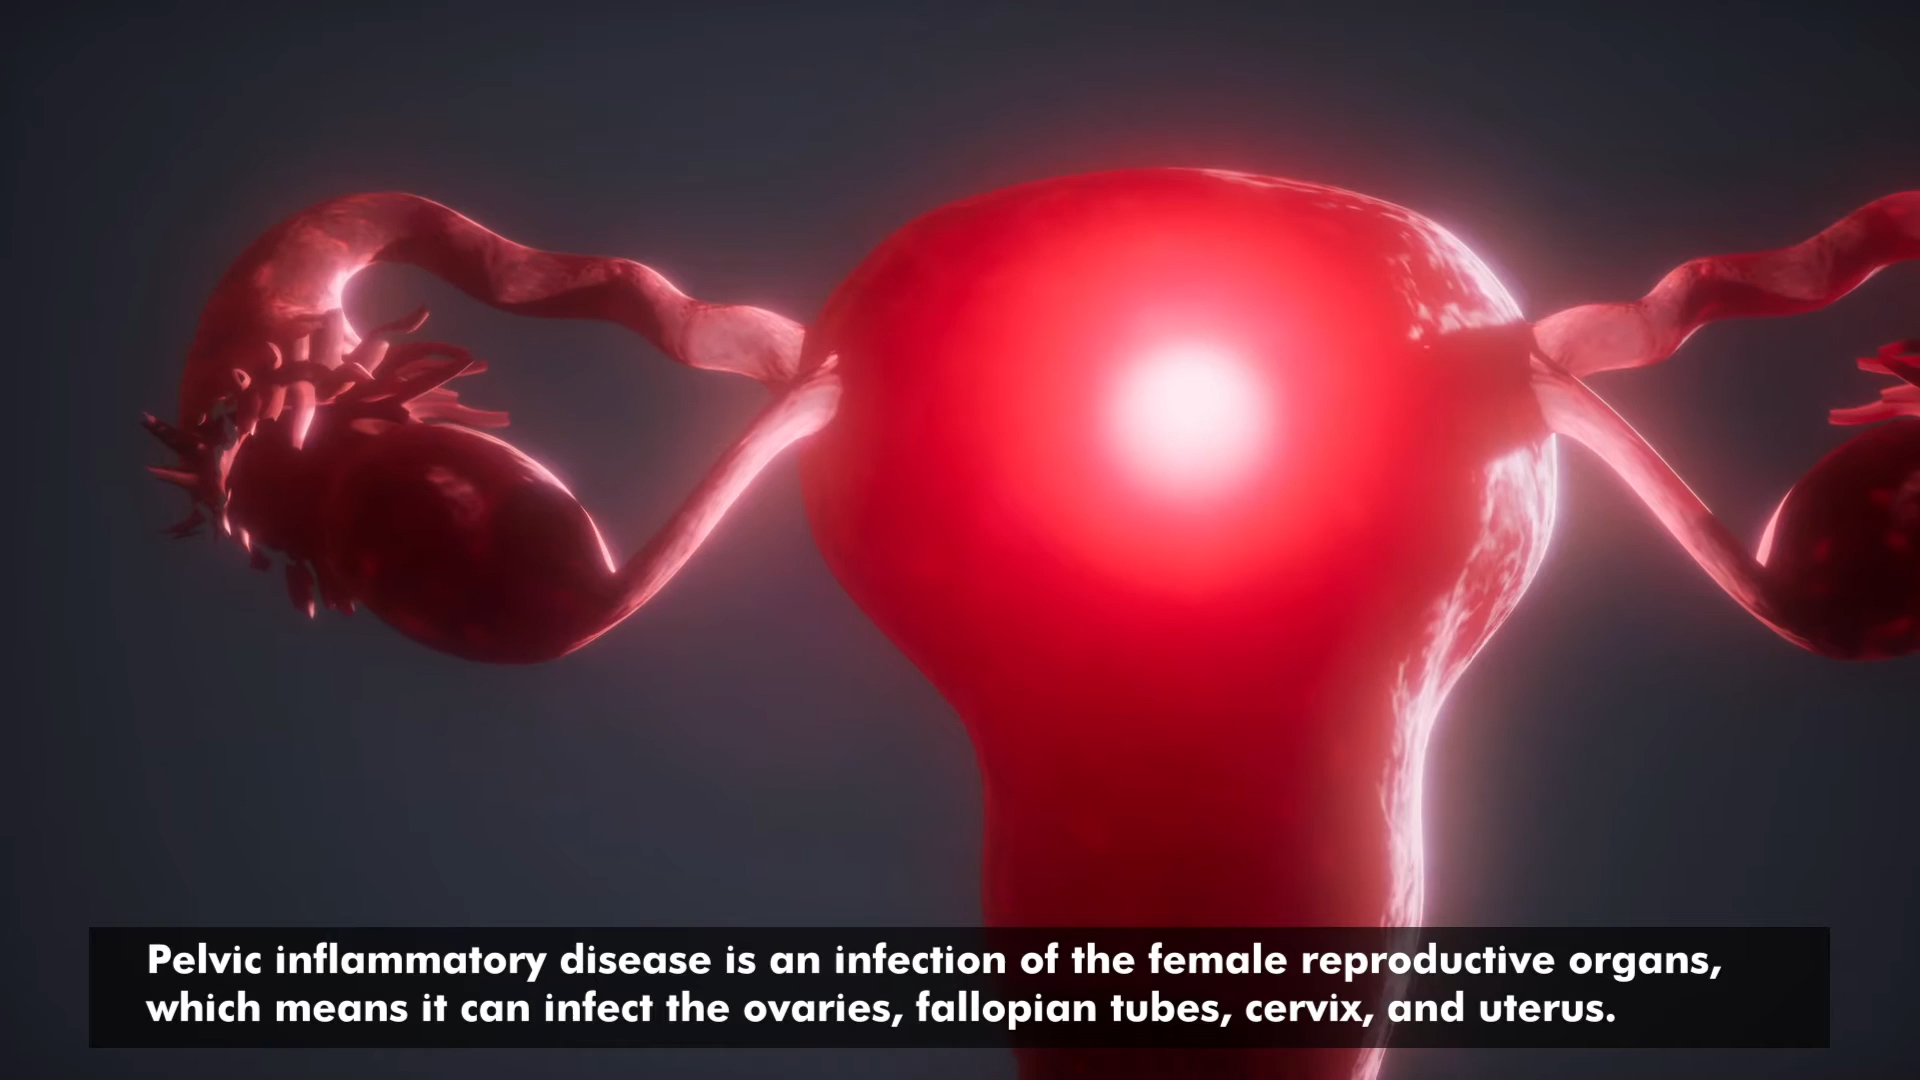 Pelvic inflammatory disease is an infection of the female reproductive organs,
which means it can infect the ovaries, fallopian tubes, cervix, and uterus.